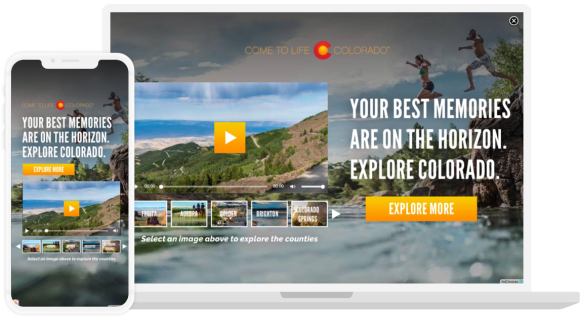 COME TO LIFE COLORADO
YOUR BEST MEMORIES
ARE ON THE HORIZON.
EXPLORE COLORADO.
EXPLORE MORE
Select an image above to explore the counties
COME TO LIFE COLORADO
00:00
00:00
FRUITA
AURORA
GOLDEN
BRIGHTON
COLORADO
SPRINGS
Select an image above to explore the counties
YOUR BEST MEMORIES
ARE ON THE HORIZON.
EXPLORE COLORADO.
EXPLORE MORE